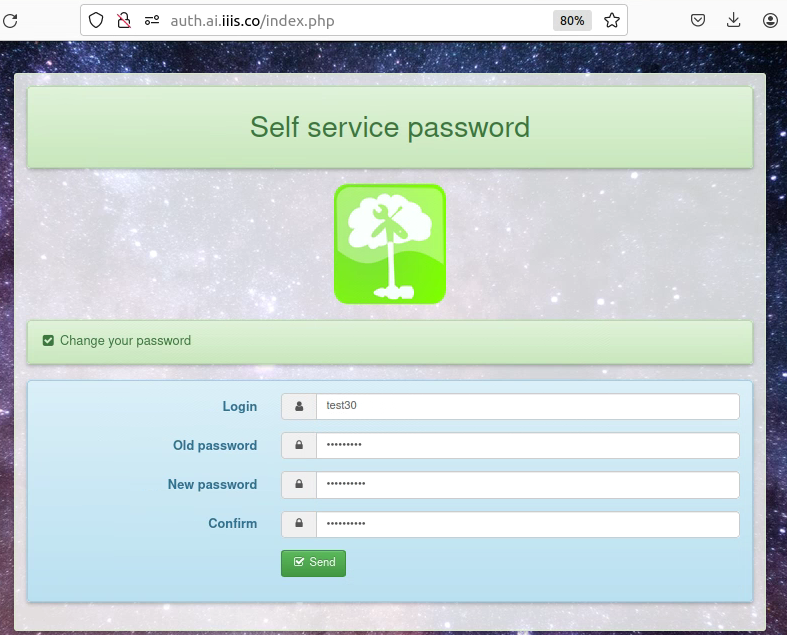 auth.ai.iiis.co/index.php
80%
Self service password
Change your password
Login
test30
Old password
•••••••••
New password
••••••••••
Confirm
••••••••••
Send